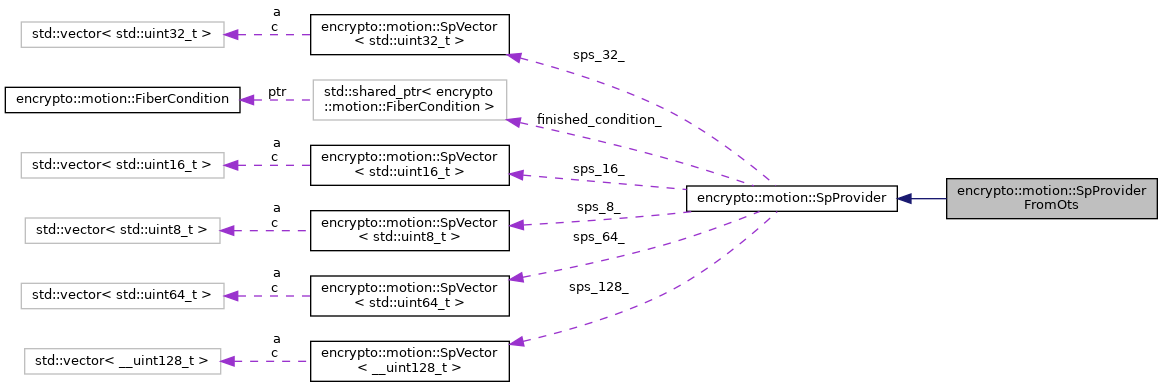 a
c
std::vector< std::uint32_t >
encrypto::motion::SpVector
< std::uint32_t >
sps_32_
encrypto::motion::FiberCondition
ptr
std::shared_ptr< encrypto
::motion::FiberCondition >
finished_condition_
a
c
std::vector< std::uint16_t >
encrypto::motion::SpVector
< std::uint16_t >
sps_16_
encrypto::motion::SpProvider
encrypto::motion::SpProvider
FromOts
a
c
std::vector< std::uint8_t >
encrypto::motion::SpVector
< std::uint8_t >
sps_8_
sps_64_
a
c
std::vector< std::uint64_t >
encrypto::motion::SpVector
< std::uint64_t >
sps_128_
a
c
std::vector< __uint128_t >
encrypto::motion::SpVector
< __uint128_t >